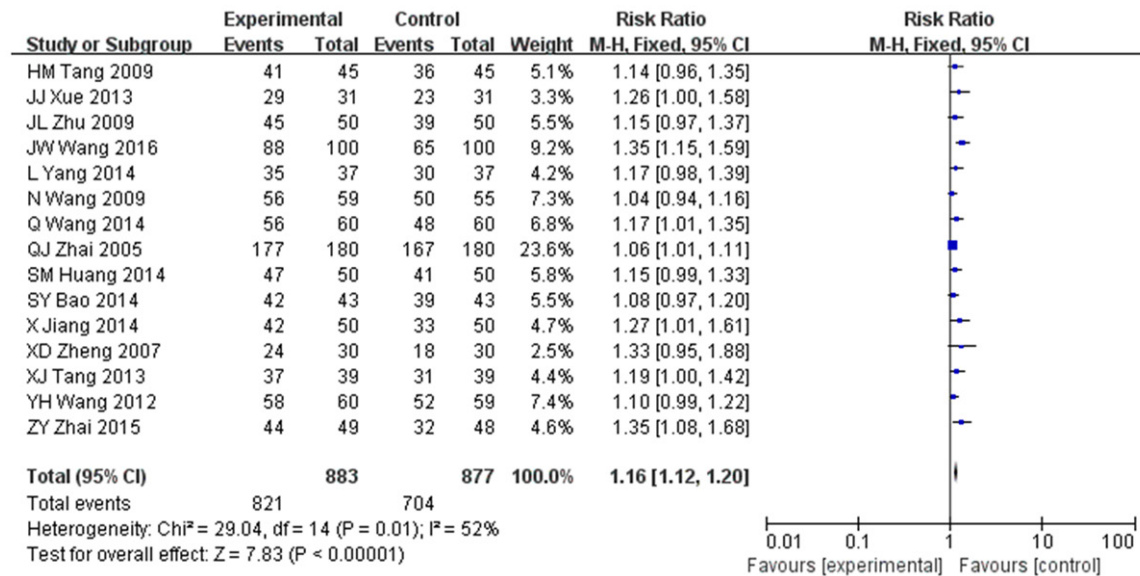 Experimental Control Risk Ratio Risk Ratio
Study or Subgroup Events Total Events Total Weight M-H, Fixed, 95% CI M-H, Fixed, 95% CI
HM Tang 2009 41 45 36 45 5.1% 1.14 [0.96, 1.35]
JJ Xue 2013 29 31 23 31 3.3% 1.26 [1.00, 1.58]
JL Zhu 2009 45 50 39 50 5.5% 1.15 [0.97, 1.37]
JW Wang 2016 88 100 65 100 9.2% 1.35 [1.15, 1.59]
L Yang 2014 35 37 30 37 4.2% 1.17 [0.98, 1.39]
N Wang 2009 56 59 50 55 7.3% 1.04 [0.94, 1.16]
Q Wang 2014 56 60 48 60 6.8% 1.17 [1.01, 1.35]
QJ Zhai 2005 177 180 167 180 23.6% 1.06 [1.01, 1.11]
SM Huang 2014 47 50 41 50 5.8% 1.15 [0.99, 1.33]
SY Bao 2014 42 43 39 43 5.5% 1.08 [0.97, 1.20]
X Jiang 2014 42 50 33 50 4.7% 1.27 [1.01, 1.61]
XD Zheng 2007 24 30 18 30 2.5% 1.33 [0.95, 1.88]
XJ Tang 2013 37 39 31 39 4.4% 1.19 [1.00, 1.42]
YH Wang 2012 58 60 52 59 7.4% 1.10 [0.99, 1.22]
ZY Zhai 2015 44 49 32 48 4.6% 1.35 [1.08, 1.68]
Total (95% CI) 883 877 100.0% 1.16 [1.12, 1.20]
Total events 821 704
Heterogeneity: Chi² = 29.04, df = 14 (P = 0.01); I² = 52%
Test for overall effect: Z = 7.83 (P < 0.00001)
0.01 0.1 1 10 100
Favours [experimental] Favours [control]